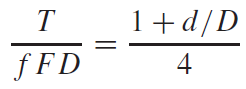 T / fFD = 1 + d/D / 4